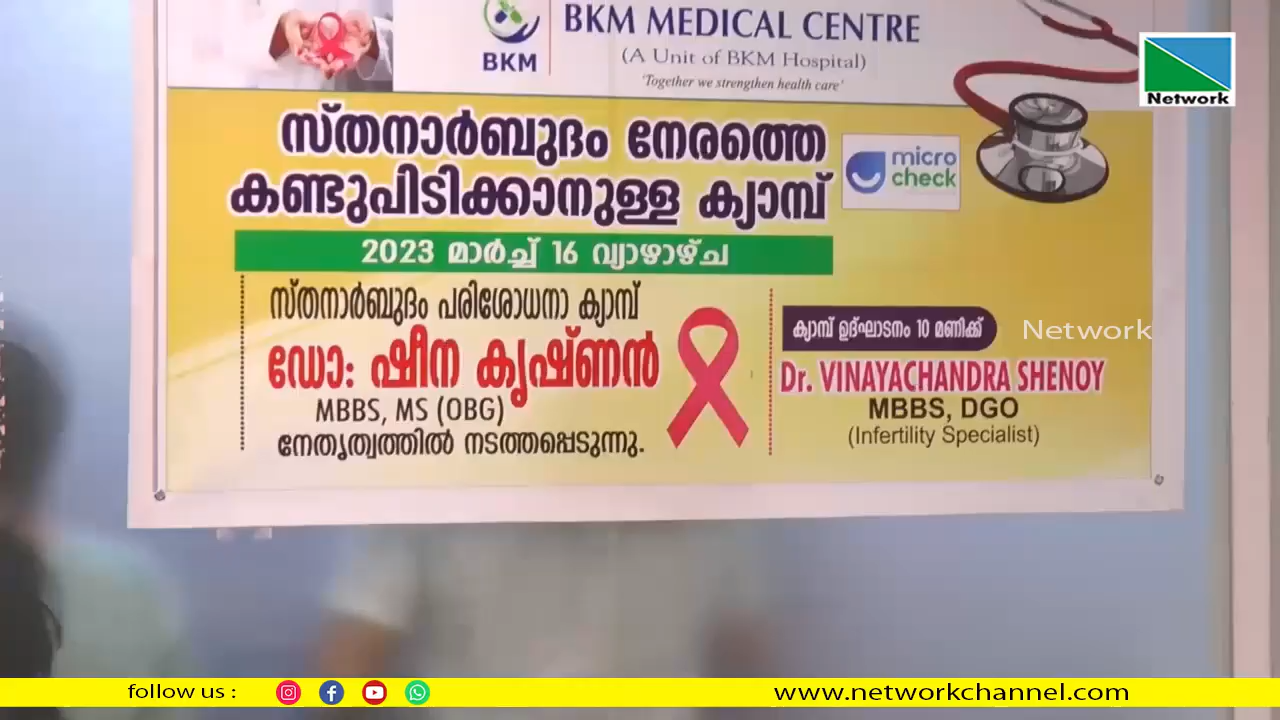 BKM MEDICAL CENTRE
(A Unit of BKM Hospital)
'Together we strengthen health care'
BKM
Network
സ്തനാർബുദം നേരത്തെ
കണ്ടുപിടിക്കാനുള്ള ക്യാമ്പ്
micro
check
2023 മാർച്ച് 16 വ്യാഴാഴ്ച
സ്തനാർബുദം പരിശോധനാ ക്യാമ്പ്
ഡോ: ഷീന കൃഷ്ണൻ
MBBS, MS (OBG)
നേതൃത്വത്തിൽ നടത്തപ്പെടുന്നു.
ക്യാമ്പ് ഉദ്ഘാടനം 10 മണിക്ക്
Network
Dr. VINAYACHANDRA SHENOY
MBBS, DGO
(Infertility Specialist)
follow us :
www.networkchannel.com